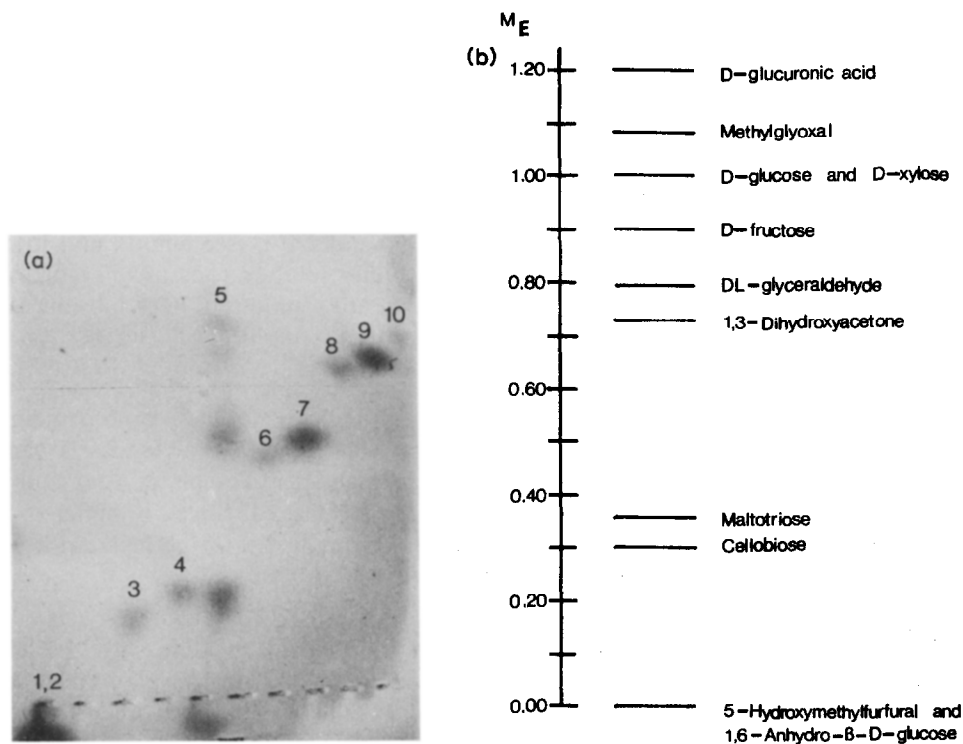 (a)
5
10
9
8
7
6
4
3
1,2
M E
(b)
1.20 D-glucuronic acid
Methylglyoxal
1.00 D-glucose and D-xylose
D-fructose
0.80 DL-glyceraldehyde
1,3-Dihydroxyacetone
0.60
0.40
Maltotriose
Cellobiose
0.20
0.00 5-Hydroxymethylfurfural and
1,6-Anhydro-β-D-glucose